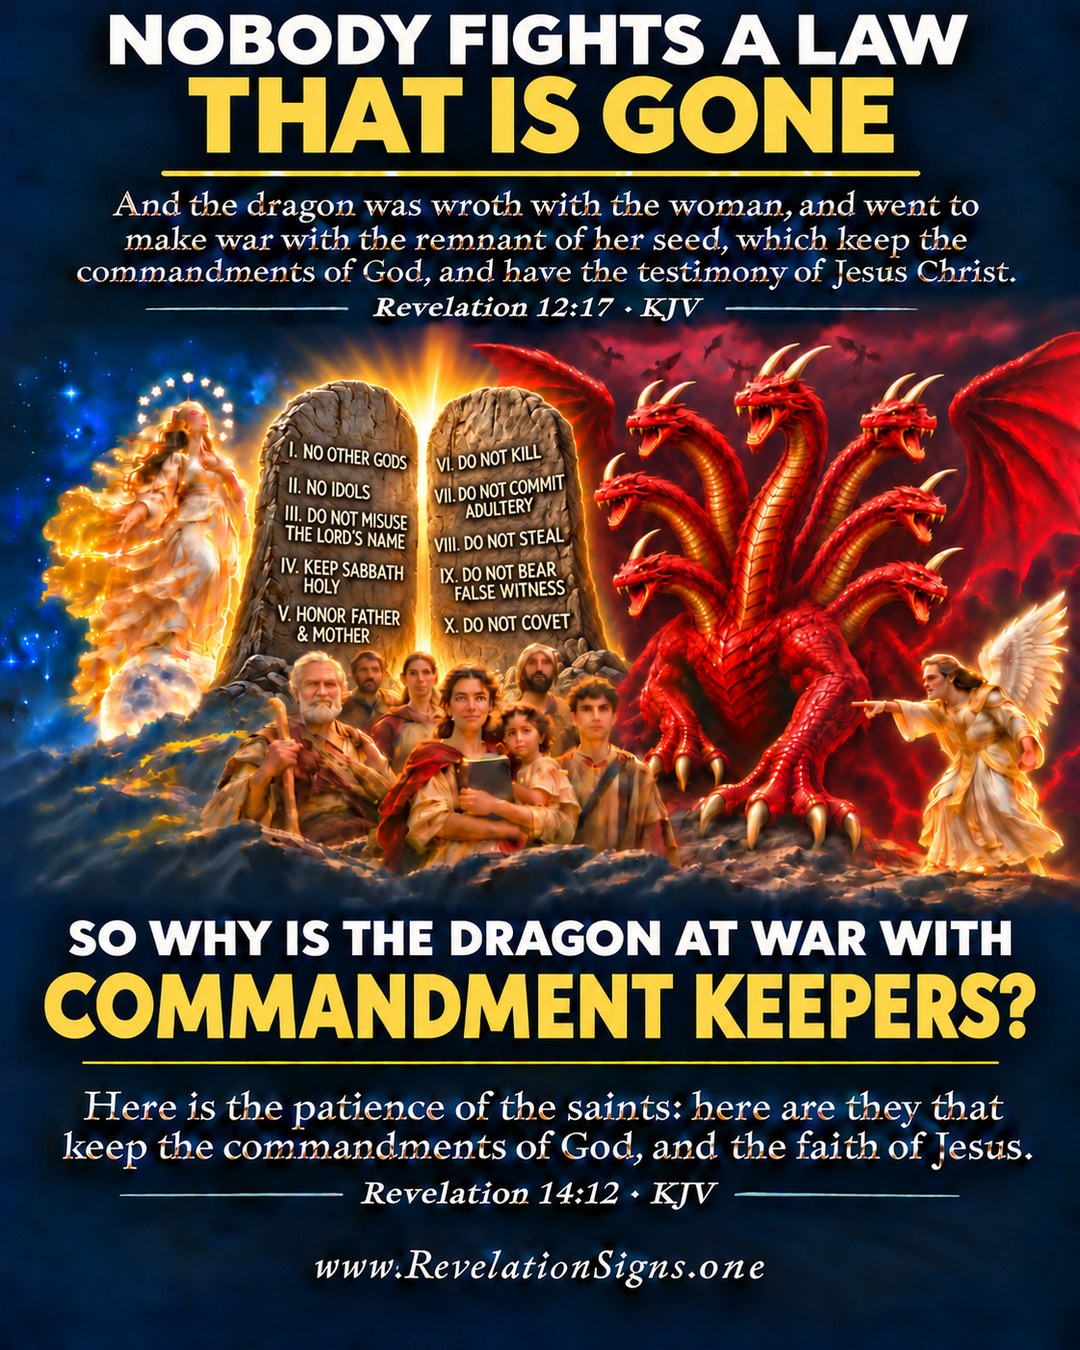 NOBODY FIGHTS A LAW
THAT IS GONE
And the dragon was wroth with the woman, and went to
make war with the remnant of her seed, which keep the
commandments of God, and have the testimony of Jesus Christ.
Revelation 12:17 · KJV
I. NO OTHER GODS
II. NO IDOLS
III. DO NOT MISUSE
THE LORD'S NAME
IV. KEEP SABBATH
HOLY
V. HONOR FATHER
& MOTHER
VI. DO NOT KILL
VII. DO NOT COMMIT
ADULTERY
VIII. DO NOT STEAL
IX. DO NOT BEAR
FALSE WITNESS
X. DO NOT COVET
SO WHY IS THE DRAGON AT WAR WITH
COMMANDMENT KEEPERS?
Here is the patience of the saints: here are they that
keep the commandments of God, and the faith of Jesus.
Revelation 14:12 · KJV
www.RevelationSigns.one